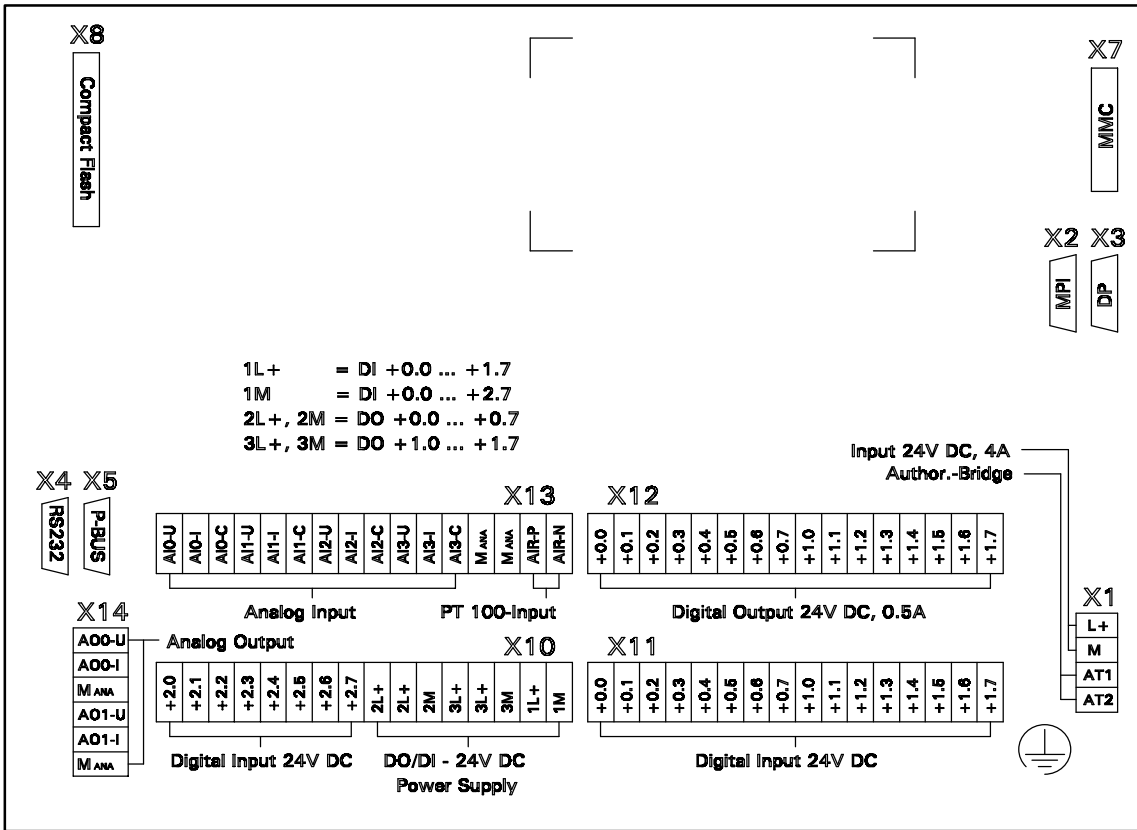 X8
Compact Flash
X7
MMC
X2 X3
MPI
DP
1L+ = DI +0.0 ... +1.7
1M = DI +0.0 ... +2.7
2L+, 2M = DO +0.0 ... +0.7
3L+, 3M = DO +1.0 ... +1.7
Input 24V DC, 4A
Author.-Bridge
X4 X5
RS232
P-BUS
X13
AI0-U
AI0-I
AI0-C
AI1-U
AI1-I
AI1-C
AI2-U
AI2-I
AI2-C
AI3-U
AI3-I
AI3-C
M ANA
M ANA
AIR-P
AIR-N
Analog Input
PT 100-Input
X12
+0.0
+0.1
+0.2
+0.3
+0.4
+0.5
+0.6
+0.7
+1.0
+1.1
+1.2
+1.3
+1.4
+1.5
+1.6
+1.7
Digital Output 24V DC, 0.5A
X1
L+
M
AT1
AT2
X14
AO0-U
AO0-I
M ANA
AO1-U
AO1-I
M ANA
Analog Output
X10
+2.0
+2.1
+2.2
+2.3
+2.4
+2.5
+2.6
+2.7
2L+
2L+
2M
3L+
3L+
3M
1L+
1M
Digital Input 24V DC
DO/DI - 24V DC
Power Supply
X11
+0.0
+0.1
+0.2
+0.3
+0.4
+0.5
+0.6
+0.7
+1.0
+1.1
+1.2
+1.3
+1.4
+1.5
+1.6
+1.7
Digital Input 24V DC